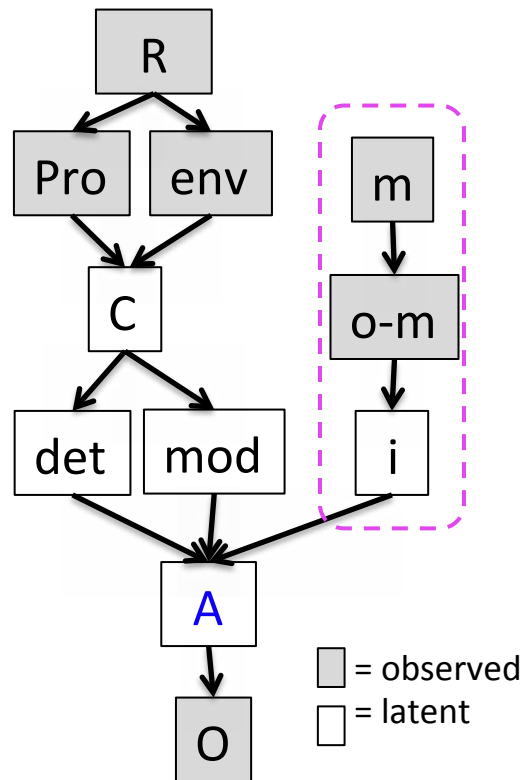 R
Pro env
m
C
o-m
det mod
i
A
= observed
= latent
O